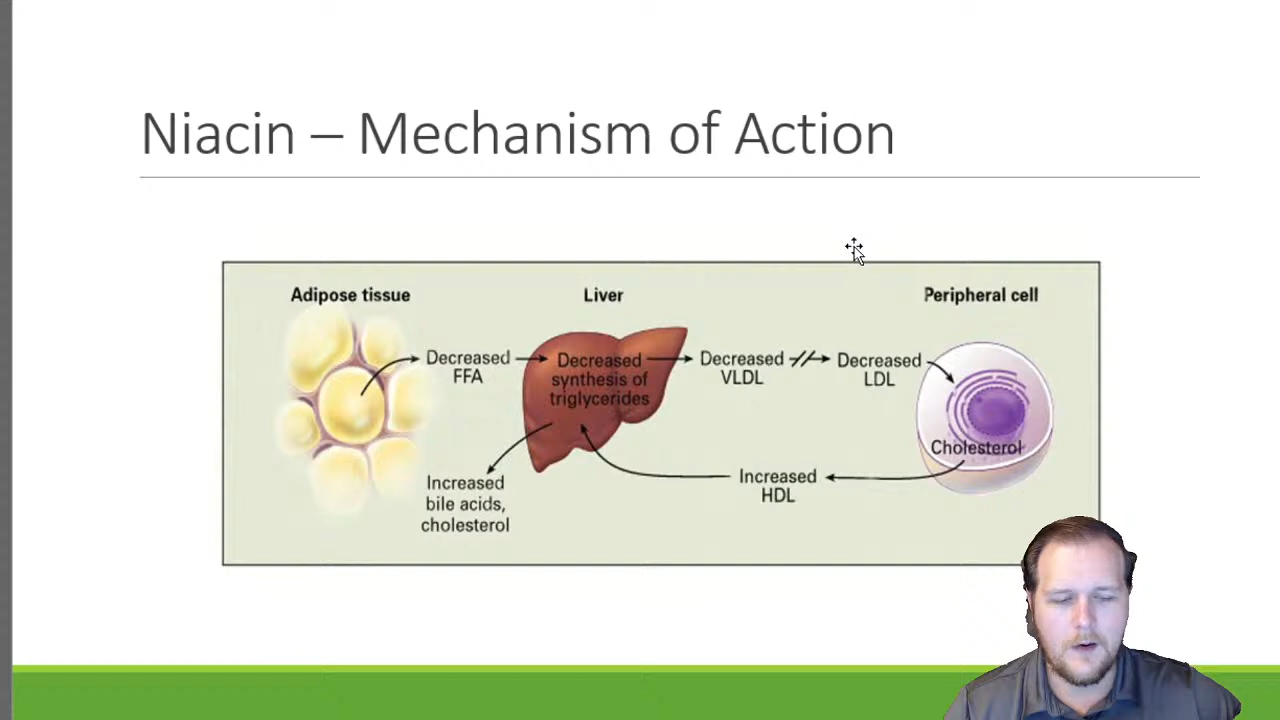 Niacin – Mechanism of Action
Adipose tissue
Liver
Peripheral cell
Decreased
FFA
Decreased
synthesis of
triglycerides
Decreased
VLDL
Decreased
LDL
Cholesterol
Increased
HDL
Increased
bile acids,
cholesterol